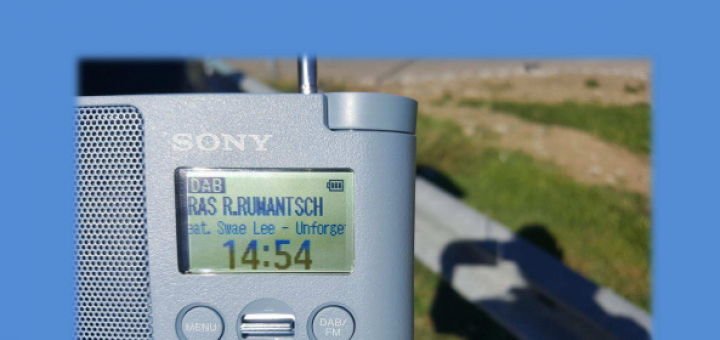 SONY
DAB
RAS R.RUMANTSCH
eat. Swae Lee - Unforge
14:54
MENU
DAB/
FM